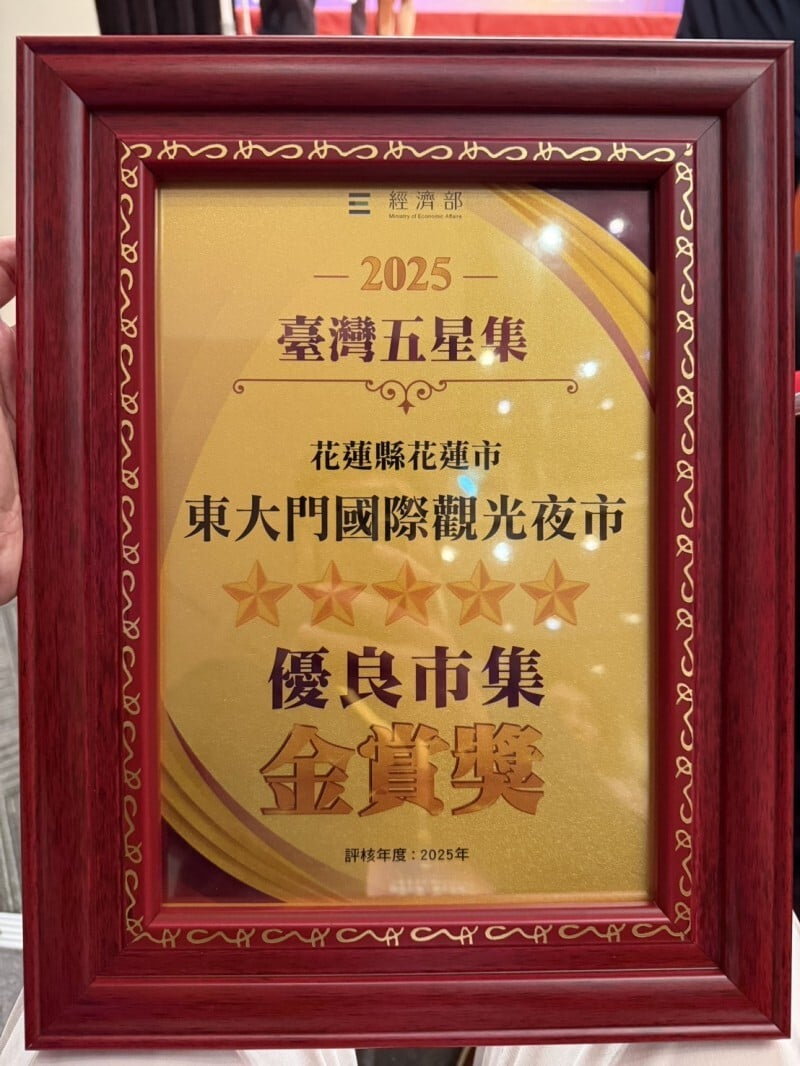 經濟部
Ministry of Economic Affairs
2025
臺灣五星集
花蓮縣花蓮市
東大門國際觀光夜市
優良市集
金賞獎
評核年度：2025年